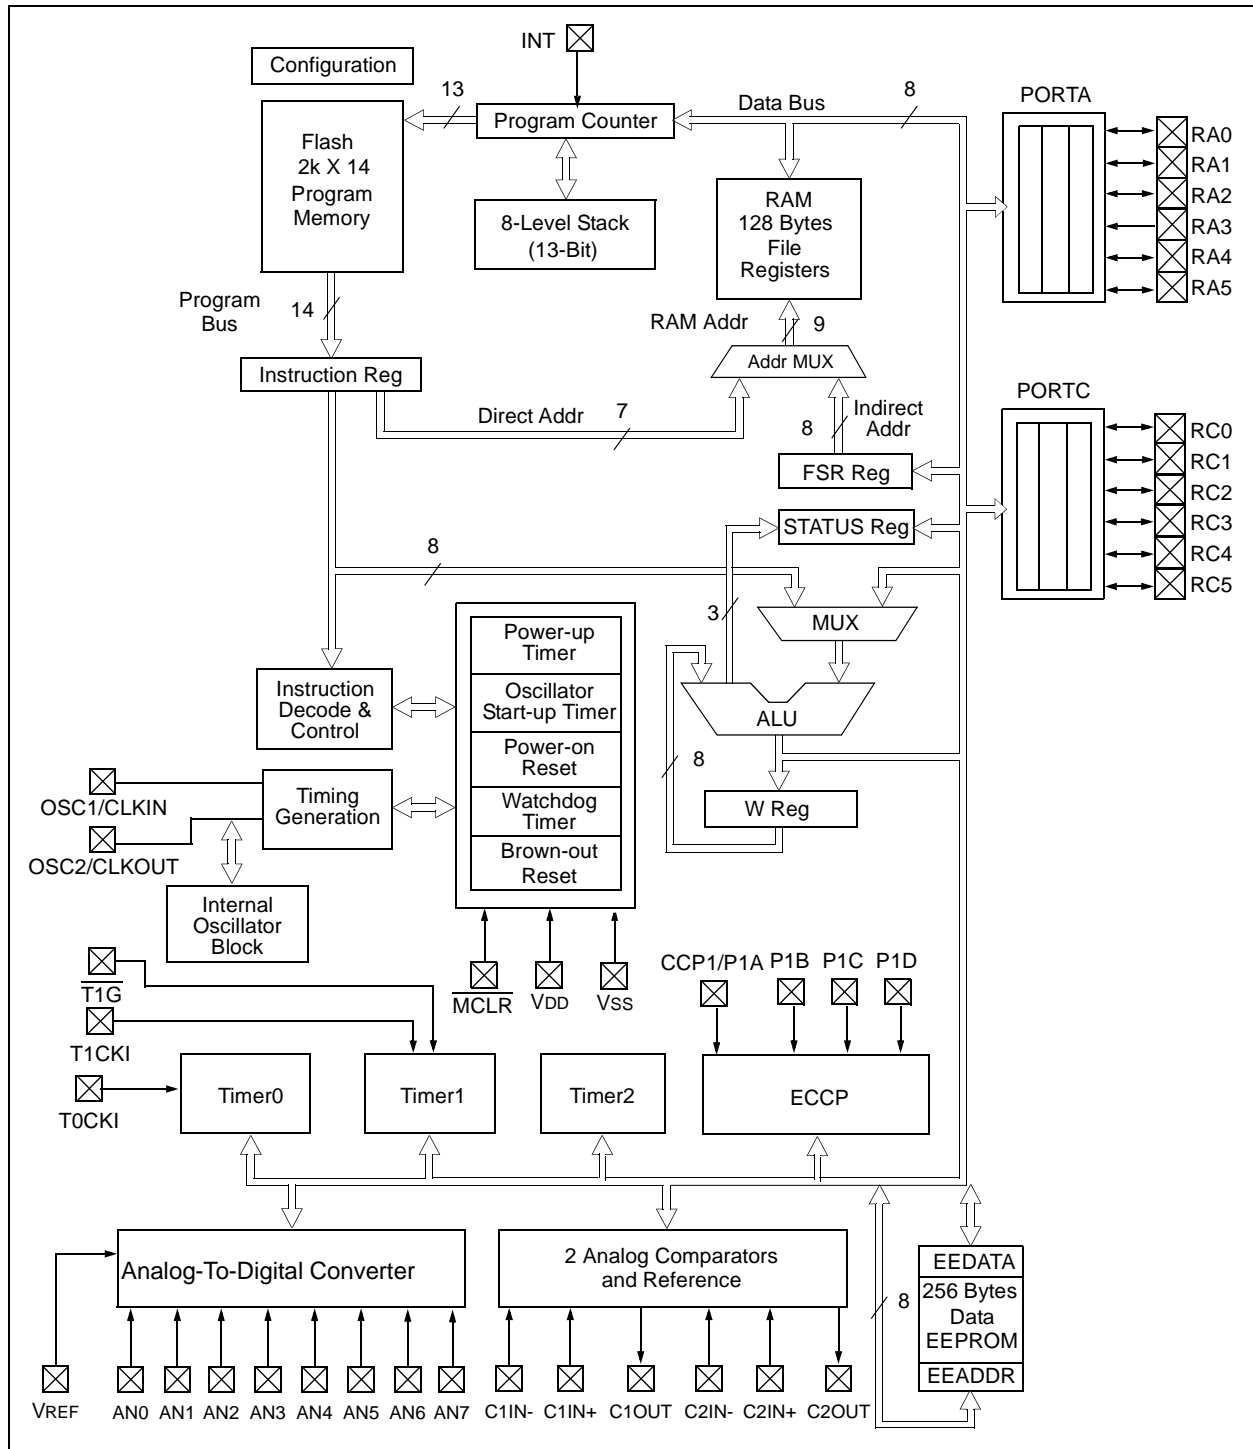 INT
Configuration
13
Data Bus
8
PORTA
Program Counter
Flash
2k X 14
Program
Memory
8-Level Stack
(13-Bit)
RAM
128 Bytes
File
Registers
RA0
RA1
RA2
RA3
RA4
RA5
Program
Bus
14
RAM Addr
9
Addr MUX
Instruction Reg
Direct Addr
7
8
Indirect
Addr
FSR Reg
PORTC
RC0
RC1
RC2
RC3
RC4
RC5
STATUS Reg
8
3
MUX
Power-up
Timer
Oscillator
Start-up Timer
Power-on
Reset
Watchdog
Timer
Brown-out
Reset
Instruction
Decode &
Control
ALU
8
W Reg
OSC1/CLKIN
Timing
Generation
OSC2/CLKOUT
Internal
Oscillator
Block
T1G
MCLR
VDD
VSS
CCP1/P1A
P1B
P1C
P1D
T1CKI
T0CKI
Timer0
Timer1
Timer2
ECCP
Analog-To-Digital Converter
2 Analog Comparators
and Reference
EEDATA
256 Bytes
Data
EEPROM
EEADDR
8
VREF
AN0
AN1
AN2
AN3
AN4
AN5
AN6
AN7
C1IN-
C1IN+
C1OUT
C2IN-
C2IN+
C2OUT